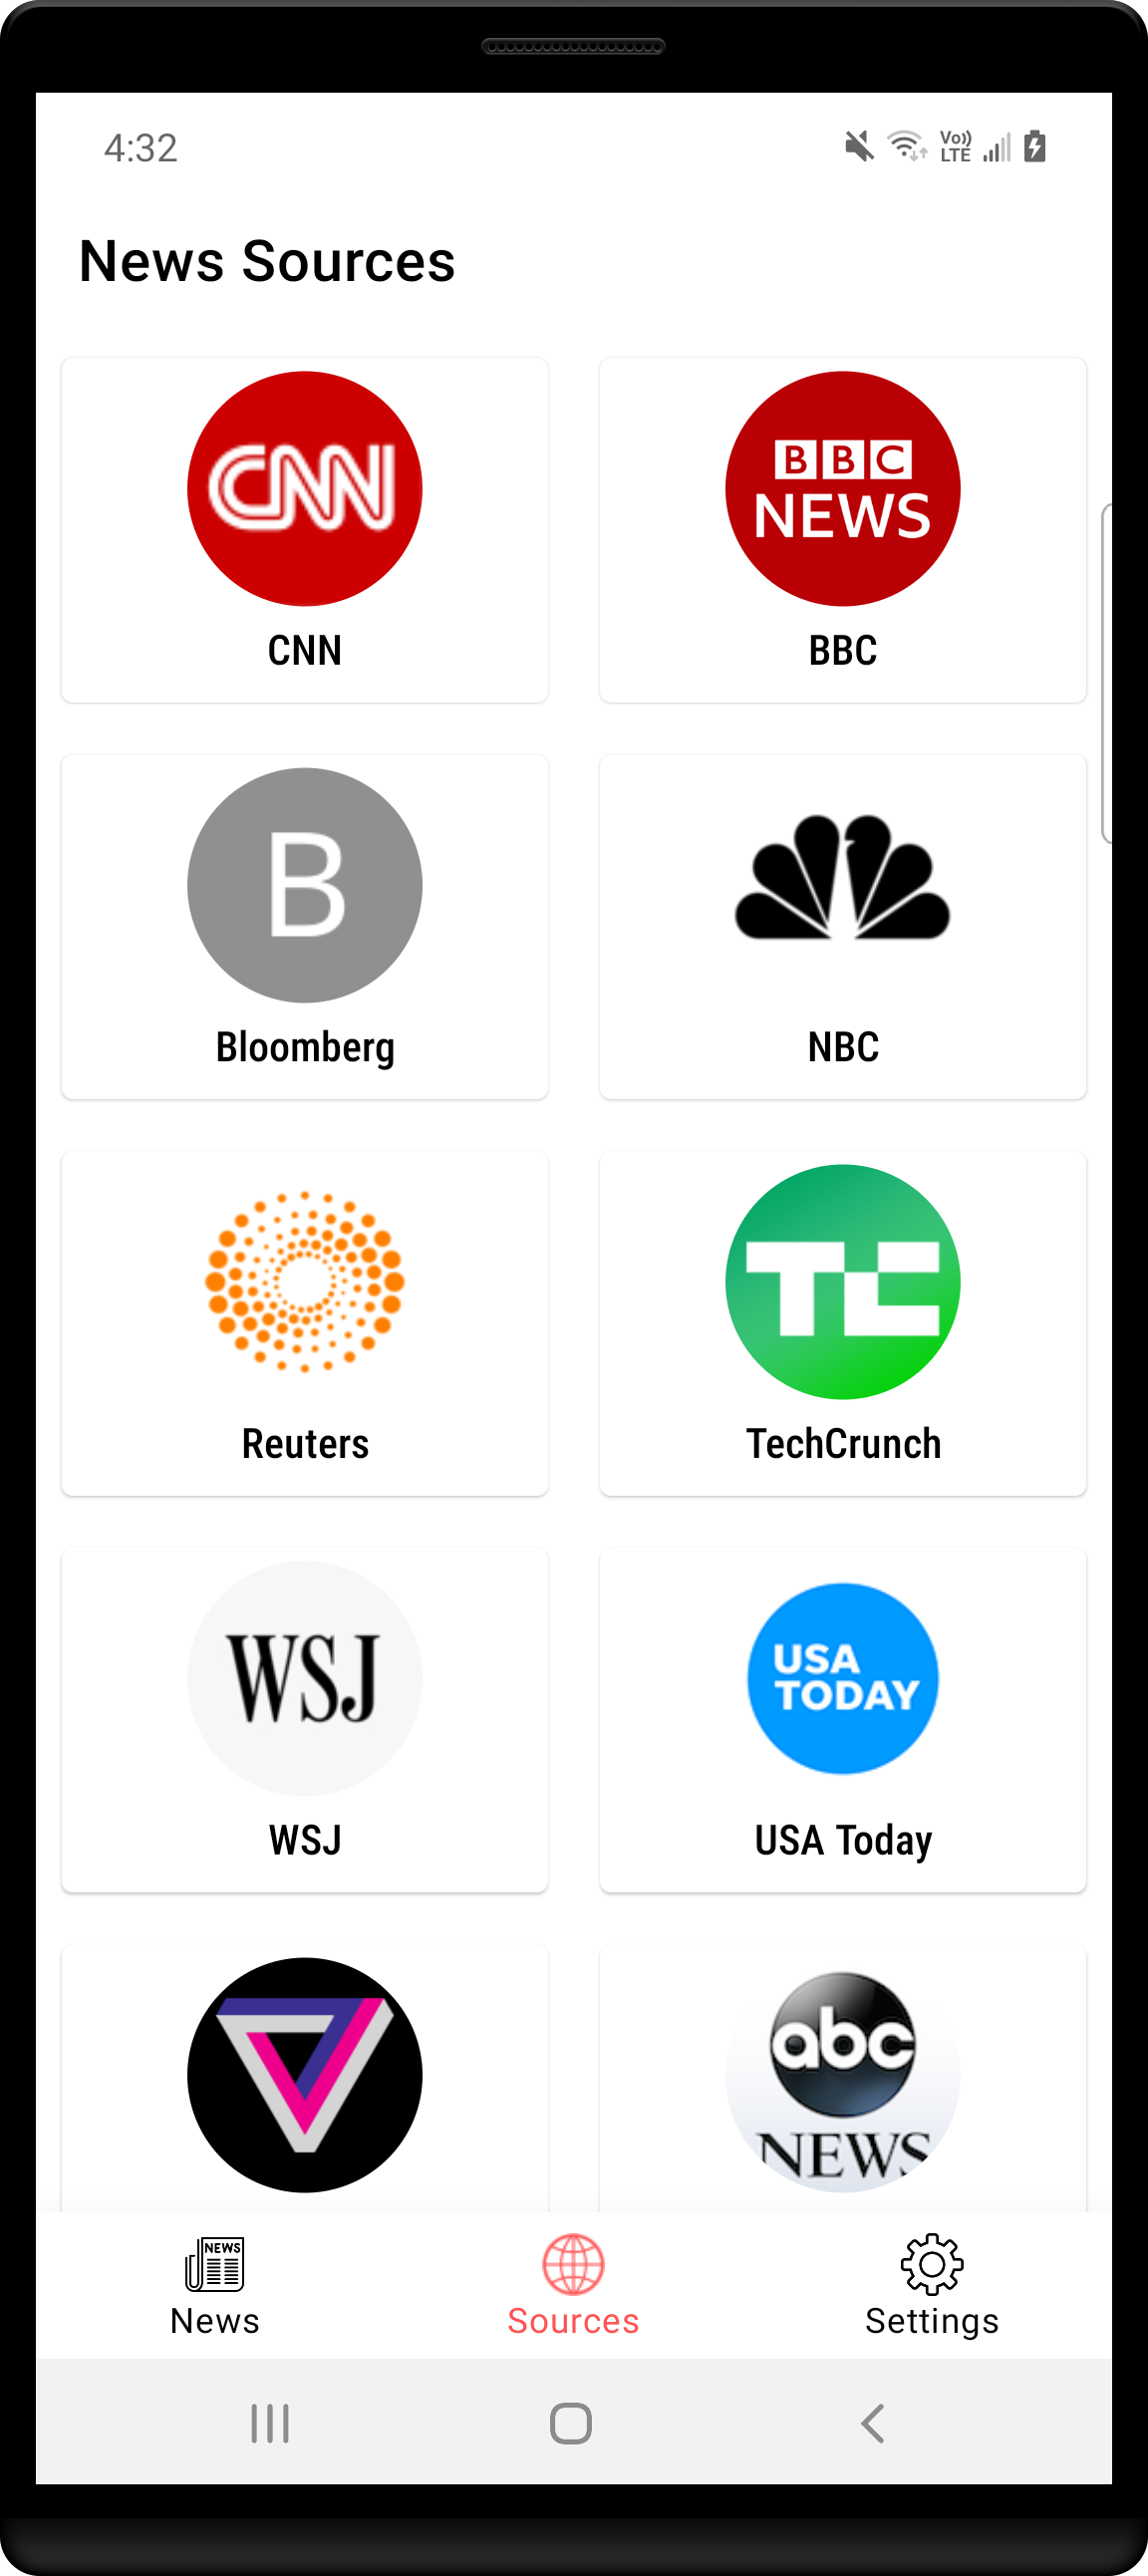 4:32
Vo))
LTE
News Sources
CNN
BBC
NEWS
CNN
BBC
B
Bloomberg
NBC
TC
Reuters
TechCrunch
WSJ
USA
TODAY
WSJ
USA Today
abc
NEWS
NEWS
News
Sources
Settings